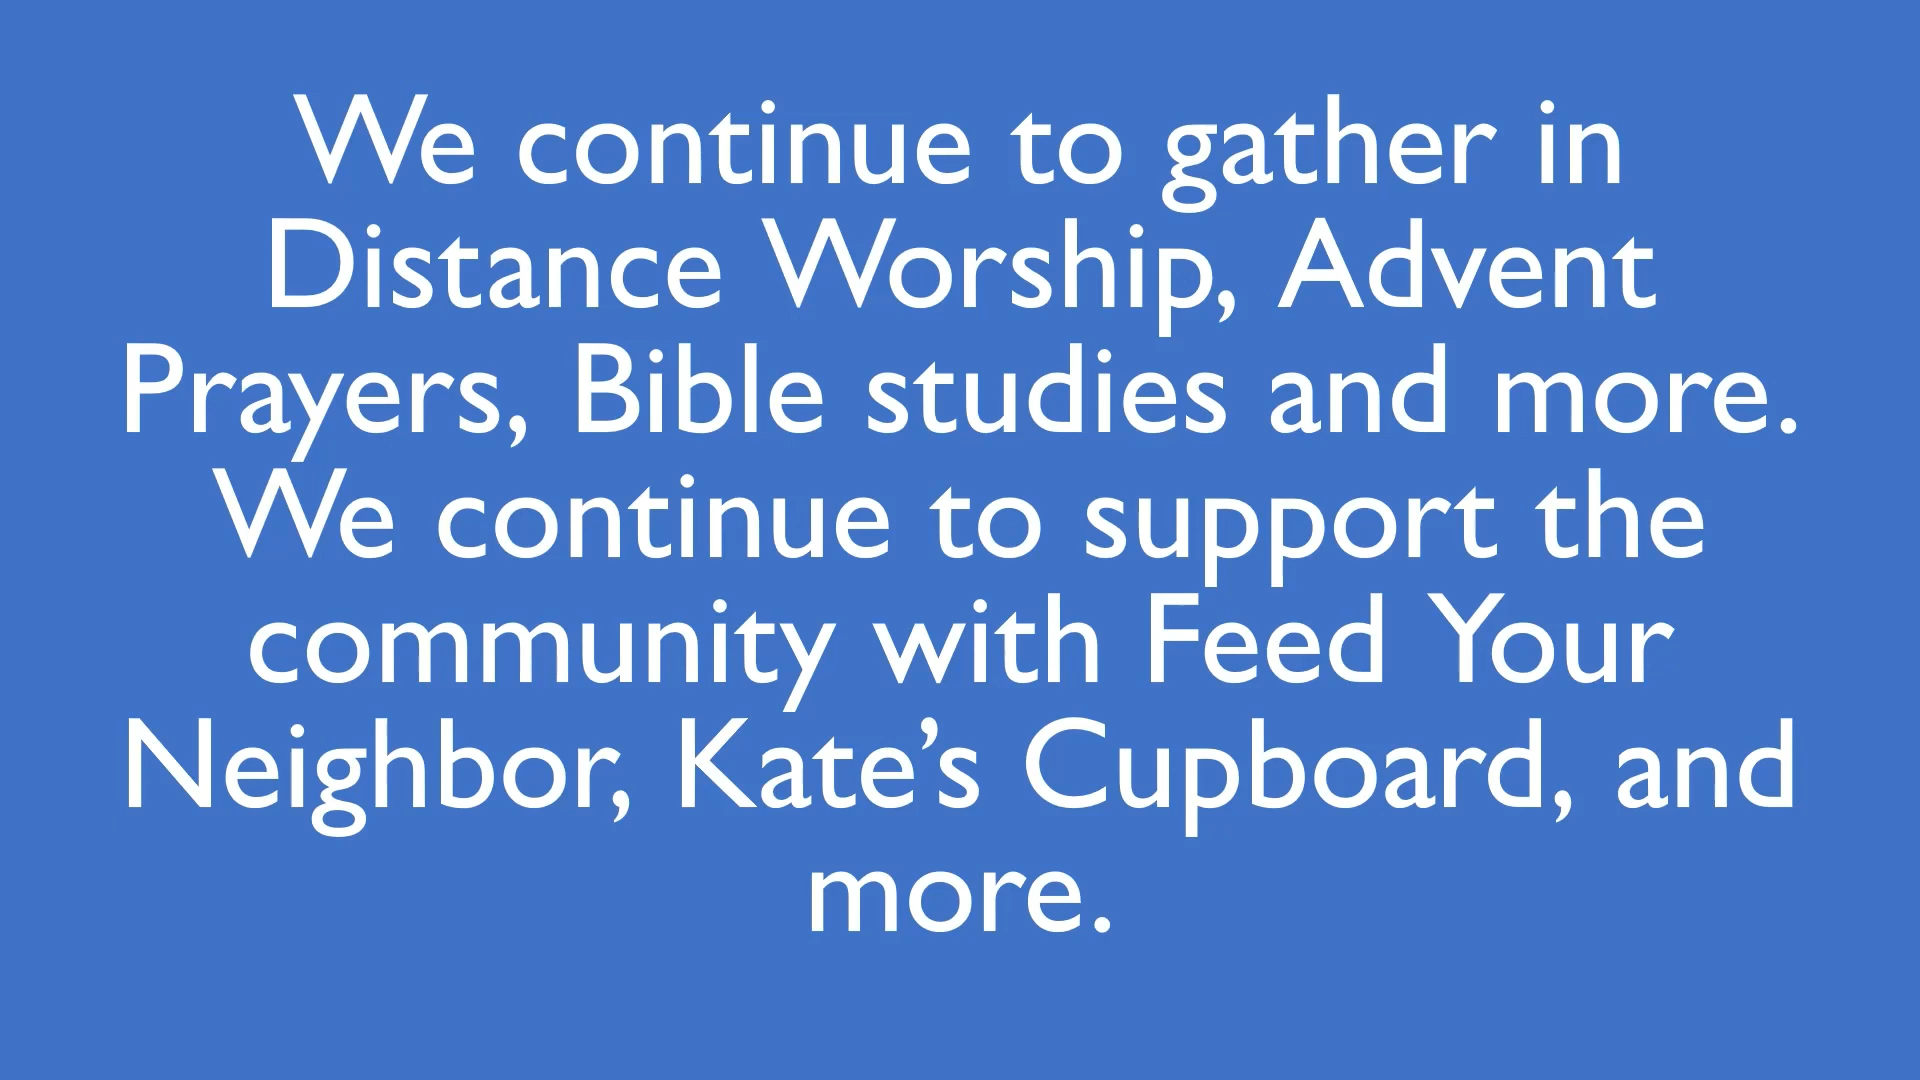 We continue to gather in
Distance Worship, Advent
Prayers, Bible studies and more.
We continue to support the
community with Feed Your
Neighbor, Kate’s Cupboard, and
more.